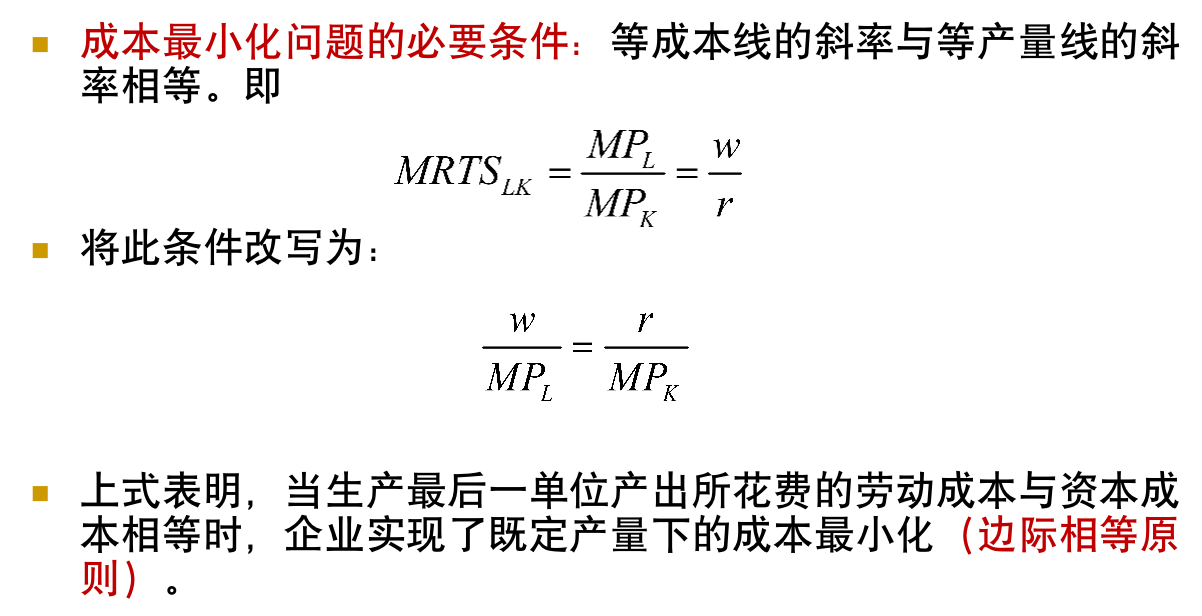 ■ 成本最小化问题的必要条件：等成本线的斜率与等产量线的斜
率相等。即
MRTS_{LK} = \frac{MP_L}{MP_K} = \frac{w}{r}
■ 将此条件改写为：
\frac{w}{MP_L} = \frac{r}{MP_K}
■ 上式表明，当生产最后一单位产出所花费的劳动成本与资本成
本相等时，企业实现了既定产量下的成本最小化（边际相等原
则）。